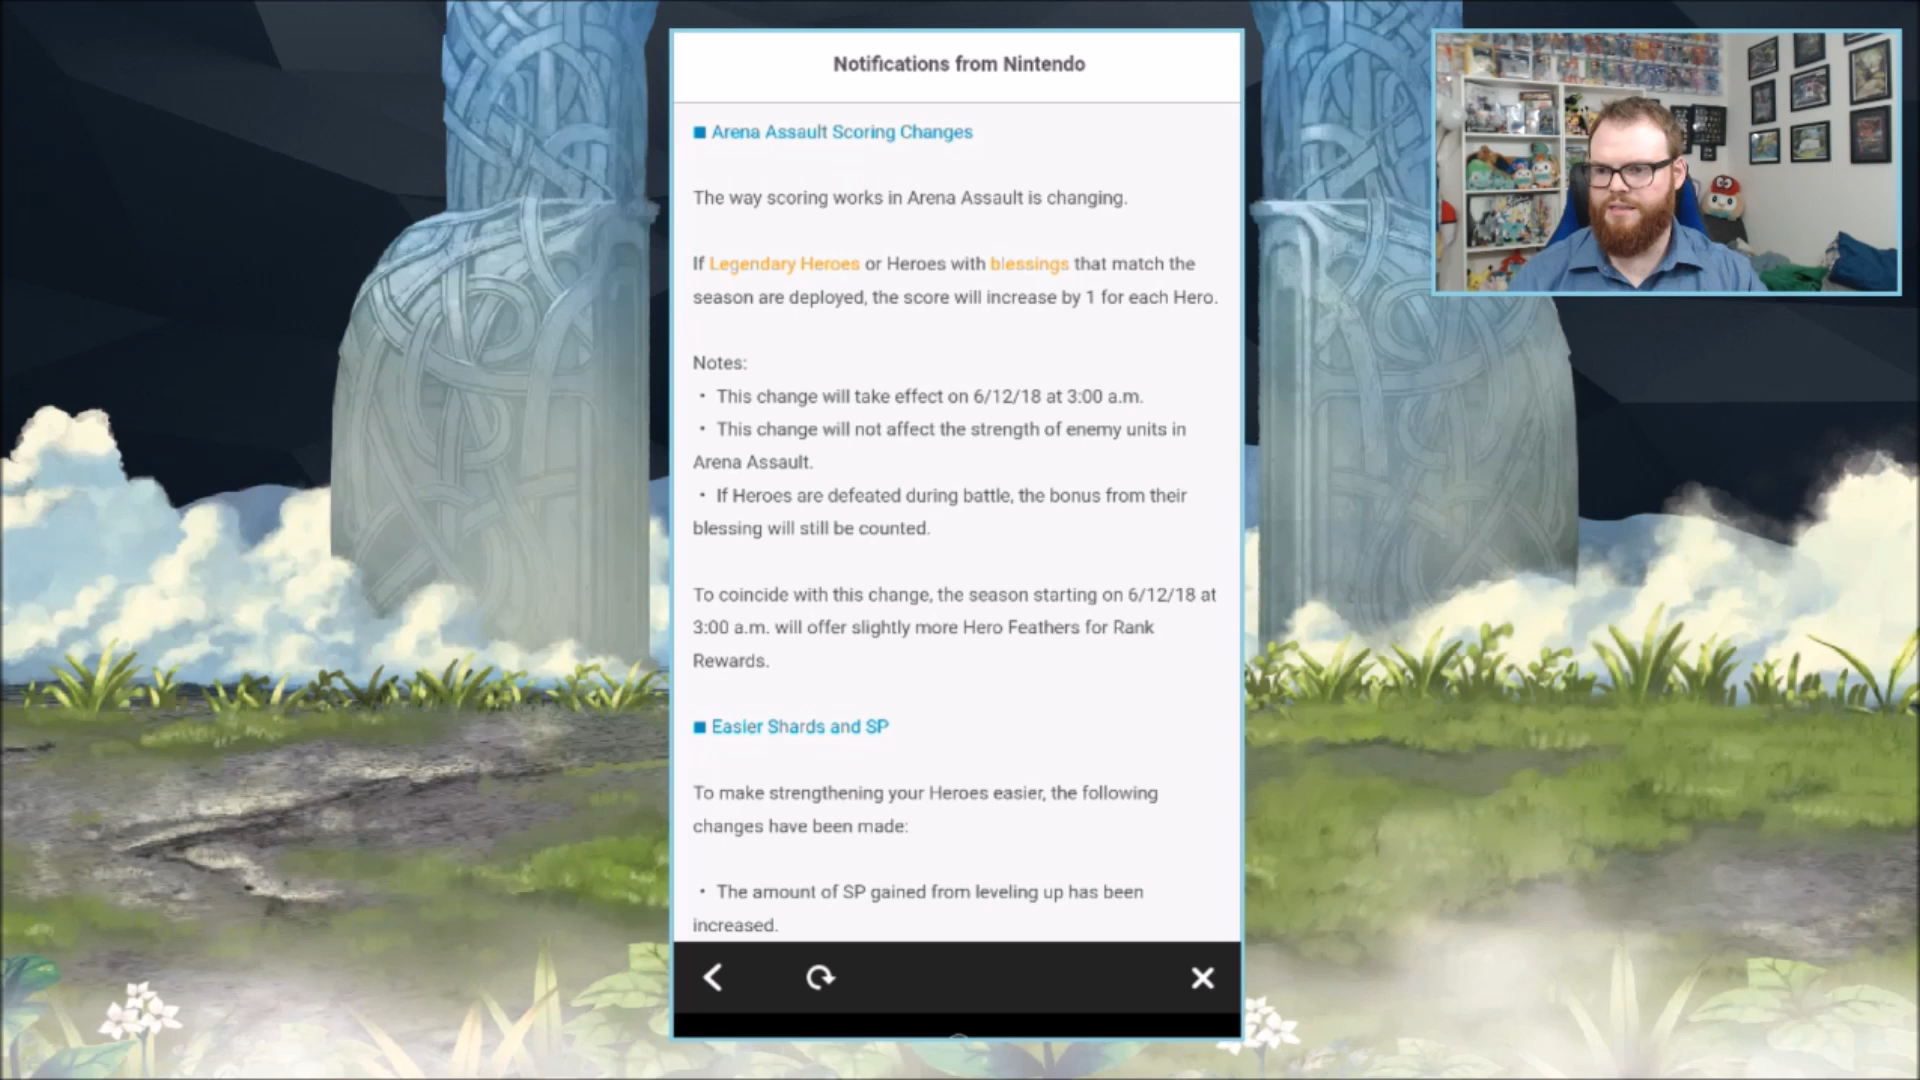 Notifications from Nintendo
■ Arena Assault Scoring Changes
The way scoring works in Arena Assault is changing.
If Legendary Heroes or Heroes with blessings that match the
season are deployed, the score will increase by 1 for each Hero.
Notes:
・ This change will take effect on 6/12/18 at 3:00 a.m.
・ This change will not affect the strength of enemy units in
Arena Assault.
・ If Heroes are defeated during battle, the bonus from their
blessing will still be counted.
To coincide with this change, the season starting on 6/12/18 at
3:00 a.m. will offer slightly more Hero Feathers for Rank
Rewards.
■ Easier Shards and SP
To make strengthening your Heroes easier, the following
changes have been made:
・ The amount of SP gained from leveling up has been
increased.